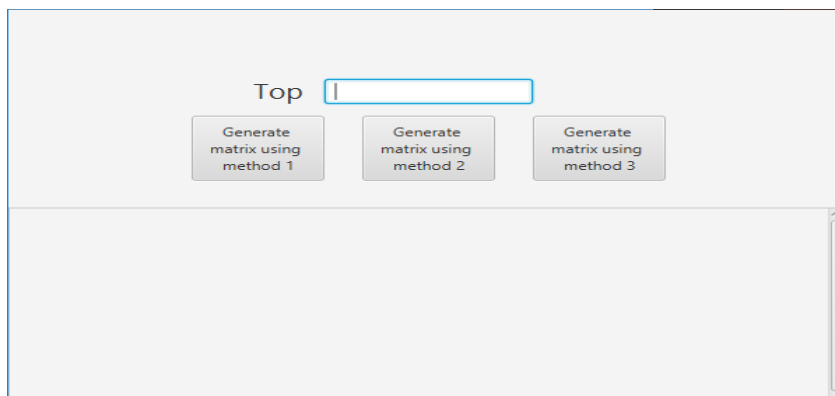 Top
Generate
matrix using
method 1
Generate
matrix using
method 2
Generate
matrix using
method 3